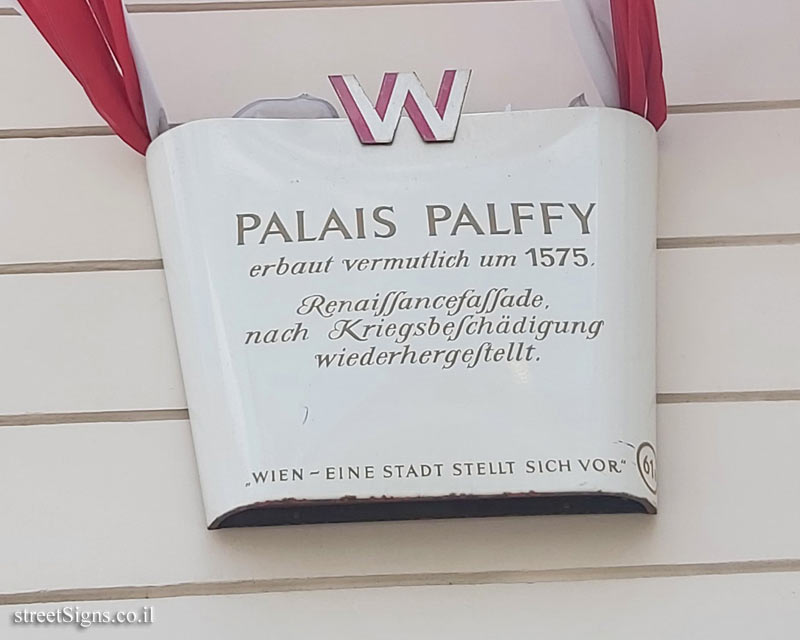 W
PALAIS PALFFY
erbaut vermutlich um 1575.
Renaiſſancefaſſade,
nach Kriegsbeſchädigung
wiederhergeſtellt.
„WIEN – EINE STADT STELLT SICH VOR.“
streetSigns.co.il